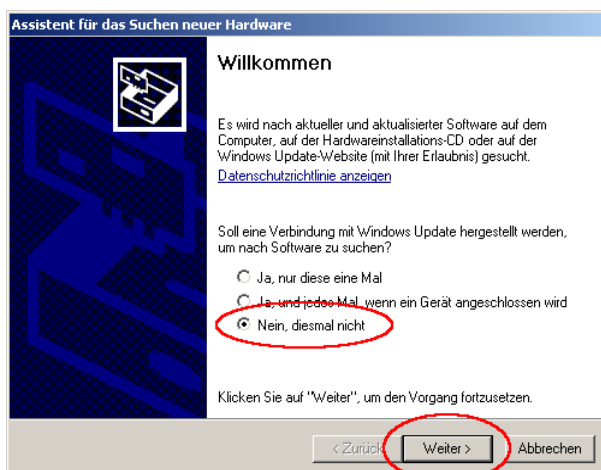 Assistent für das Suchen neuer Hardware
Willkommen
Es wird nach aktueller und aktualisierter Software auf dem
Computer, auf der Hardwareinstallations-CD oder auf der
Windows Update-Website (mit Ihrer Erlaubnis) gesucht.
Datenschutzrichtlinie anzeigen
Soll eine Verbindung mit Windows Update hergestellt werden,
um nach Software zu suchen?
Ja, nur diese eine Mal
Ja, und jedes Mal, wenn ein Gerät angeschlossen wird
Nein, diesmal nicht
Klicken Sie auf "Weiter", um den Vorgang fortzusetzen.
< Zurück Weiter > Abbrechen